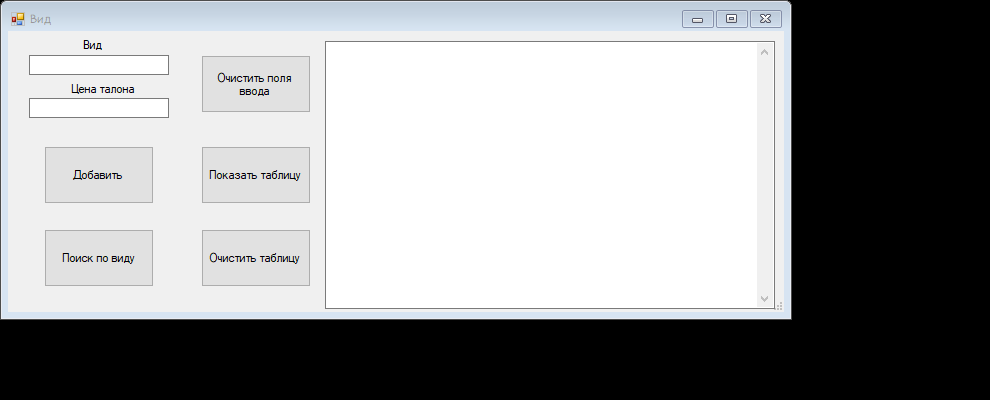 Вид
Вид
Цена талона
Очистить поля
ввода
Добавить
Показать таблицу
Поиск по виду
Очистить таблицу